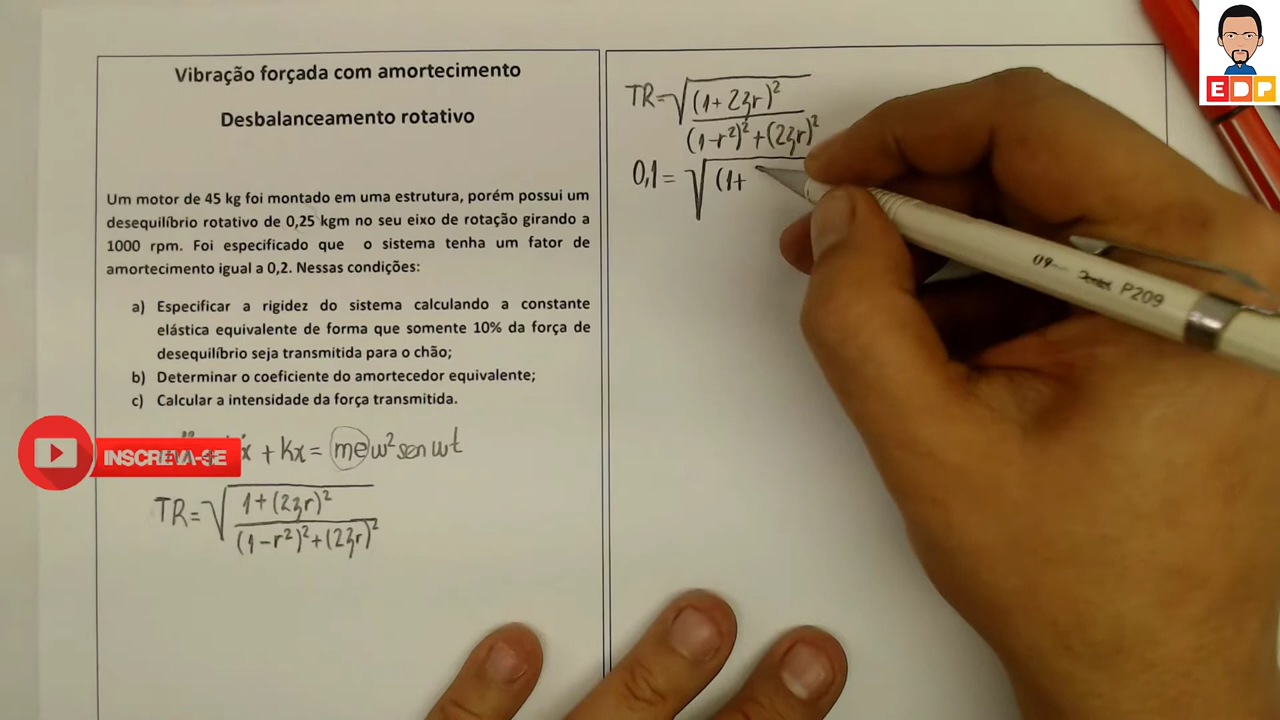 Vibração forçada com amortecimento
Desbalanceamento rotativo
Um motor de 45 kg foi montado em uma estrutura, porém possui um
desequilíbrio rotativo de 0,25 kgm no seu eixo de rotação girando a
1000 rpm. Foi especificado que o sistema tenha um fator de
amortecimento igual a 0,2. Nessas condições:
a) Especificar a rigidez do sistema calculando a constante
elástica equivalente de forma que somente 10% da força de
desequilíbrio seja transmitida para o chão;
b) Determinar o coeficiente do amortecedor equivalente;
c) Calcular a intensidade da força transmitida.
+ Kx = meω² sen ωt
INSCREVA-SE
TR = √ 1+(2ζr)²
(1-r²)²+(2ζr)²
TR = √ (1+2ζr)²
(1-r²)²+(2ζr)²
0,1 = √ (1+
EDP
09 Pentel P209